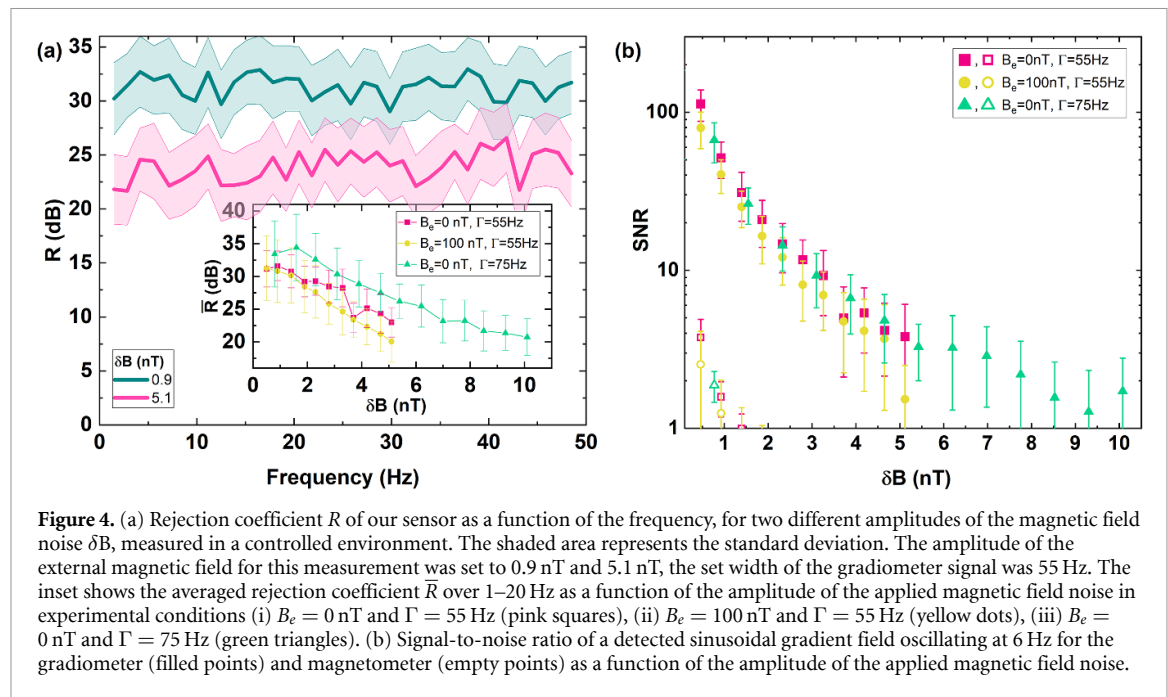 (a)
35
30
25
20
15
10
5
0
R (dB)
0
10
20
30
40
50
Frequency (Hz)
δB (nT)
0.9
5.1
40
35
30
25
20
R̅ (dB)
0
2
4
6
8
10
δB (nT)
Bₑ=0 nT, Γ=55Hz
Bₑ=100 nT, Γ=55Hz
Bₑ=0 nT, Γ=75Hz
(b)
100
10
1
SNR
1
2
3
4
5
6
7
8
9
10
δB (nT)
, Bₑ=0nT, Γ=55Hz
, Bₑ=100nT, Γ=55Hz
, Bₑ=0nT, Γ=75Hz
Figure 4. (a) Rejection coefficient R of our sensor as a function of the frequency, for two different amplitudes of the magnetic field
noise δB, measured in a controlled environment. The shaded area represents the standard deviation. The amplitude of the
external magnetic field for this measurement was set to 0.9 nT and 5.1 nT, the set width of the gradiometer signal was 55 Hz. The
inset shows the averaged rejection coefficient R̅ over 1–20 Hz as a function of the amplitude of the applied magnetic field noise in
experimental conditions (i) Bₑ = 0 nT and Γ = 55 Hz (pink squares), (ii) Bₑ = 100 nT and Γ = 55 Hz (yellow dots), (iii) Bₑ =
0 nT and Γ = 75 Hz (green triangles). (b) Signal-to-noise ratio of a detected sinusoidal gradient field oscillating at 6 Hz for the
gradiometer (filled points) and magnetometer (empty points) as a function of the amplitude of the applied magnetic field noise.